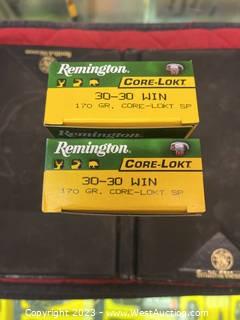 Remington
CORE-LOKT
30-30 WIN
170 GR. CORE-LOKT SP
Remington
Remington
CORE-LOKT
30-30 WIN
170 GR. CORE-LOKT SP
Copyright 2023 - WestAuction.com